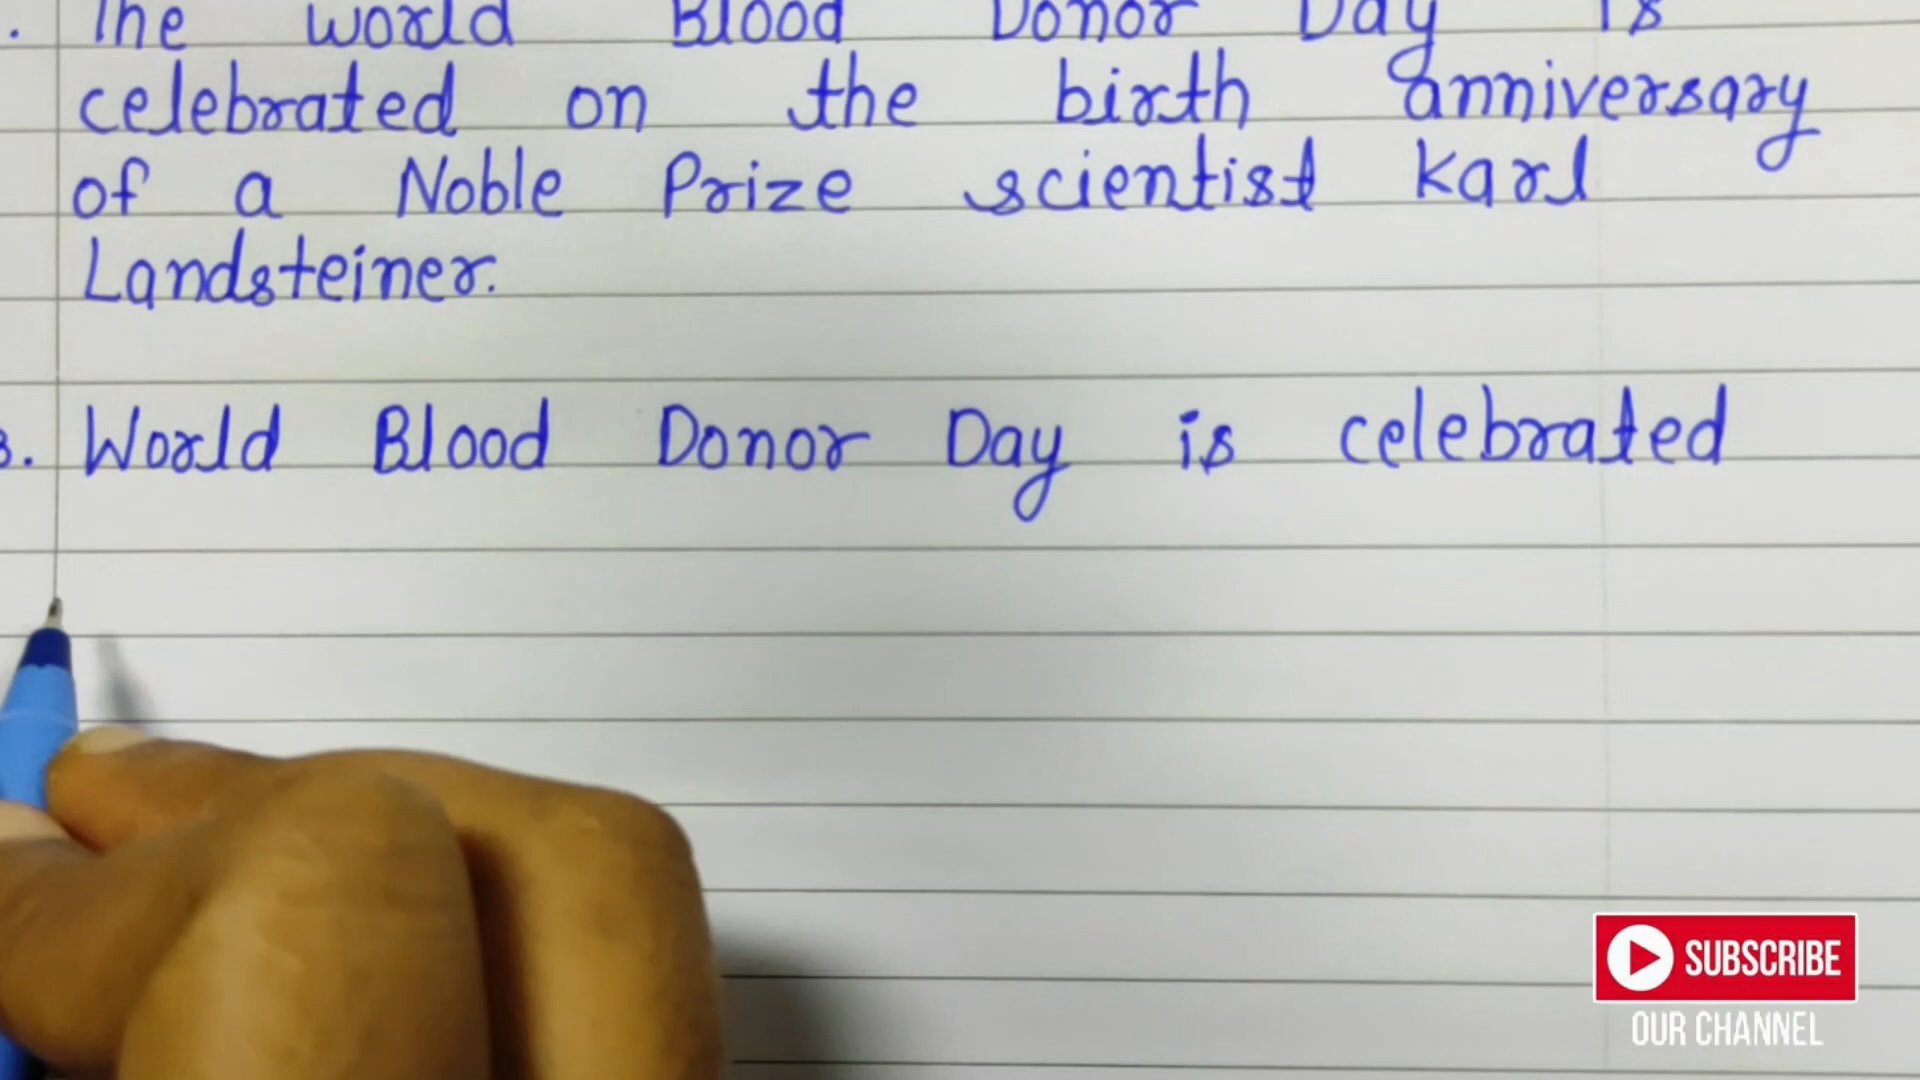 . The world Blood Donor Day is
celebrated on the birth anniversary
of a Noble Prize scientist karl
Landsteiner.
3. World Blood Donor Day is celebrated
SUBSCRIBE
OUR CHANNEL